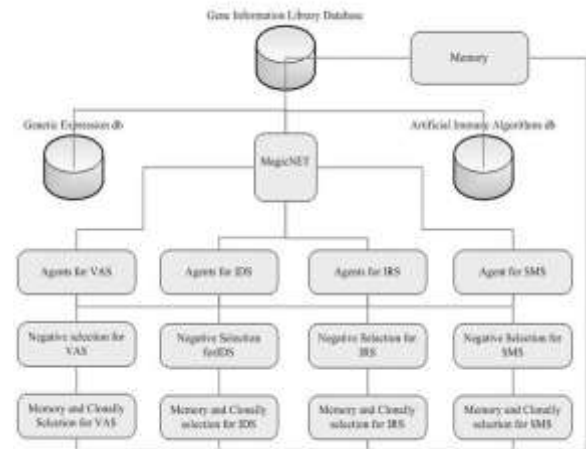 Gene Information Library Database
Memory
Genetic Expression db
Artificial Immune Algorithms db
MagicNET
Agents for VAS
Agents for IDS
Agents for IRS
Agent for SMS
Negative selection for
VAS
Negative Selection
forIDS
Negative Selection for
IRS
Negative Selection for
SMS
Memory and Clonally
Selection for VAS
Memory and Clonally
selection for IDS
Memory and Clonally
selection for IRS
Memory and Clonally
selection for SMS